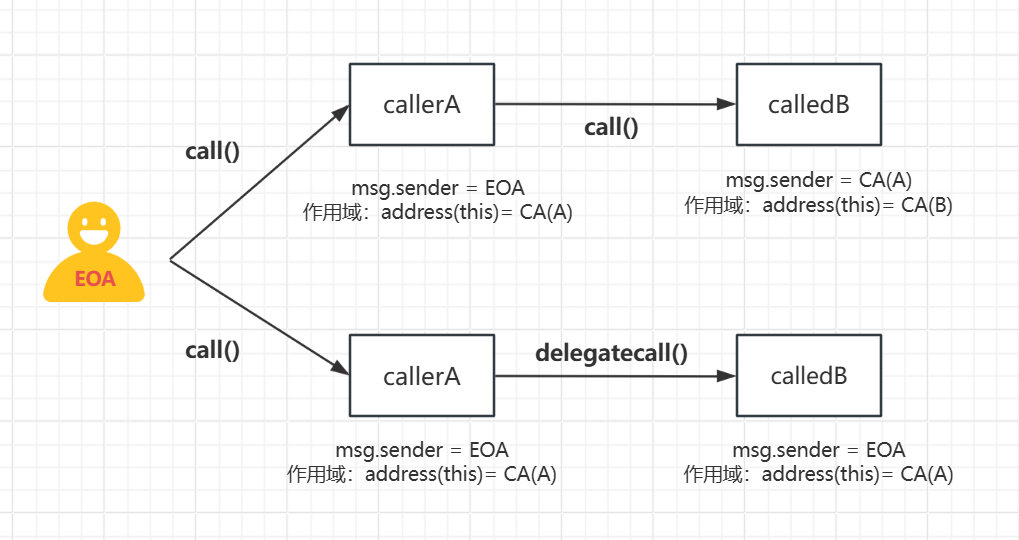 callerA
calledB
call()
call()
msg.sender = EOA
作用域：address(this)= CA(A)
msg.sender = CA(A)
作用域：address(this)= CA(B)
EOA
call()
callerA
delegatecall()
calledB
msg.sender = EOA
作用域：address(this)= CA(A)
msg.sender = EOA
作用域：address(this)= CA(A)